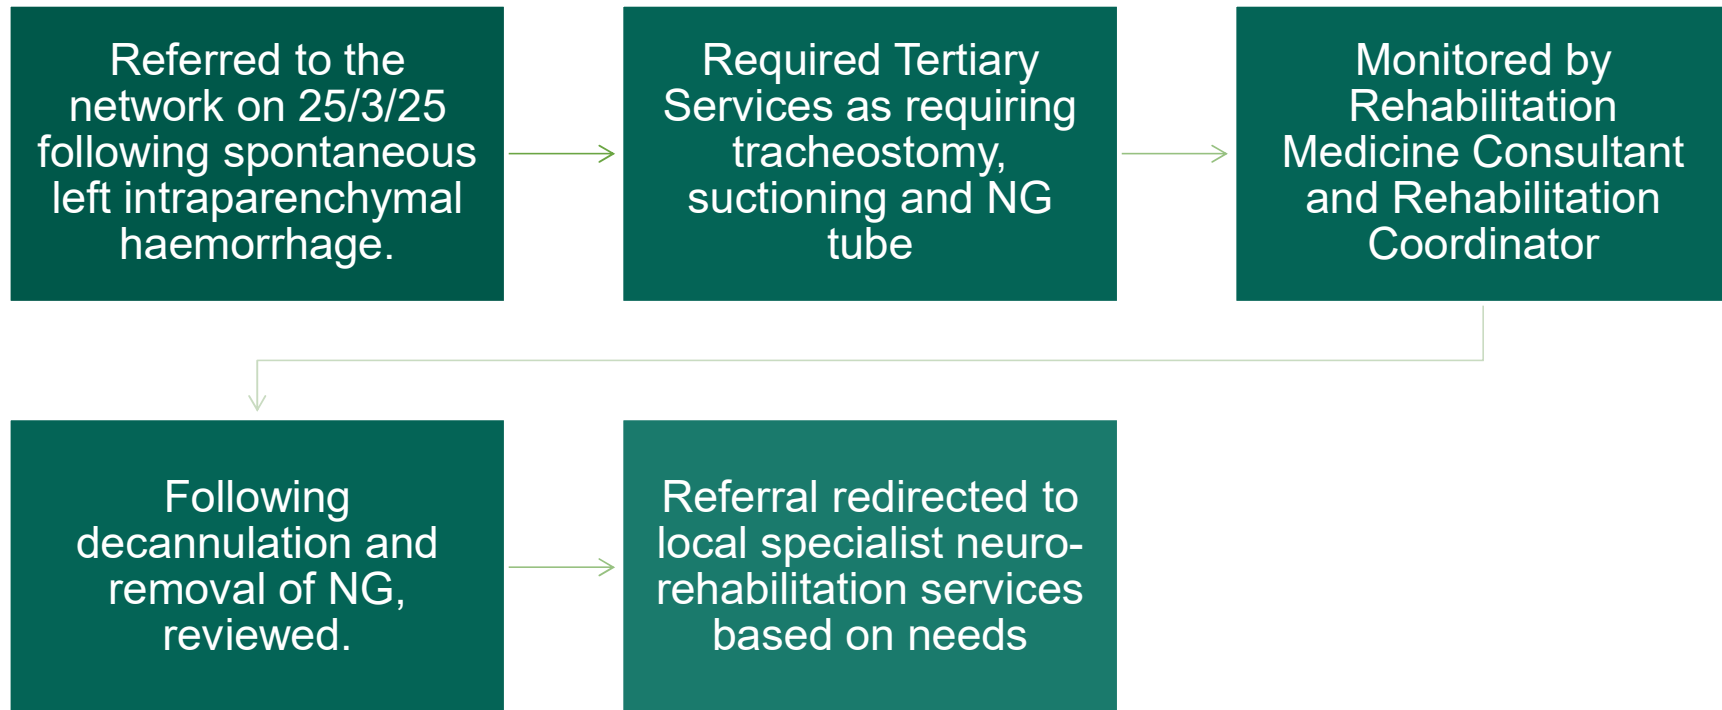 Referred to the
network on 25/3/25
following spontaneous
left intraparenchymal
haemorrhage.
Required Tertiary
Services as requiring
tracheostomy,
suctioning and NG
tube
Monitored by
Rehabilitation
Medicine Consultant
and Rehabilitation
Coordinator
Following
decannulation and
removal of NG,
reviewed.
Referral redirected to
local specialist neuro-
rehabilitation services
based on needs